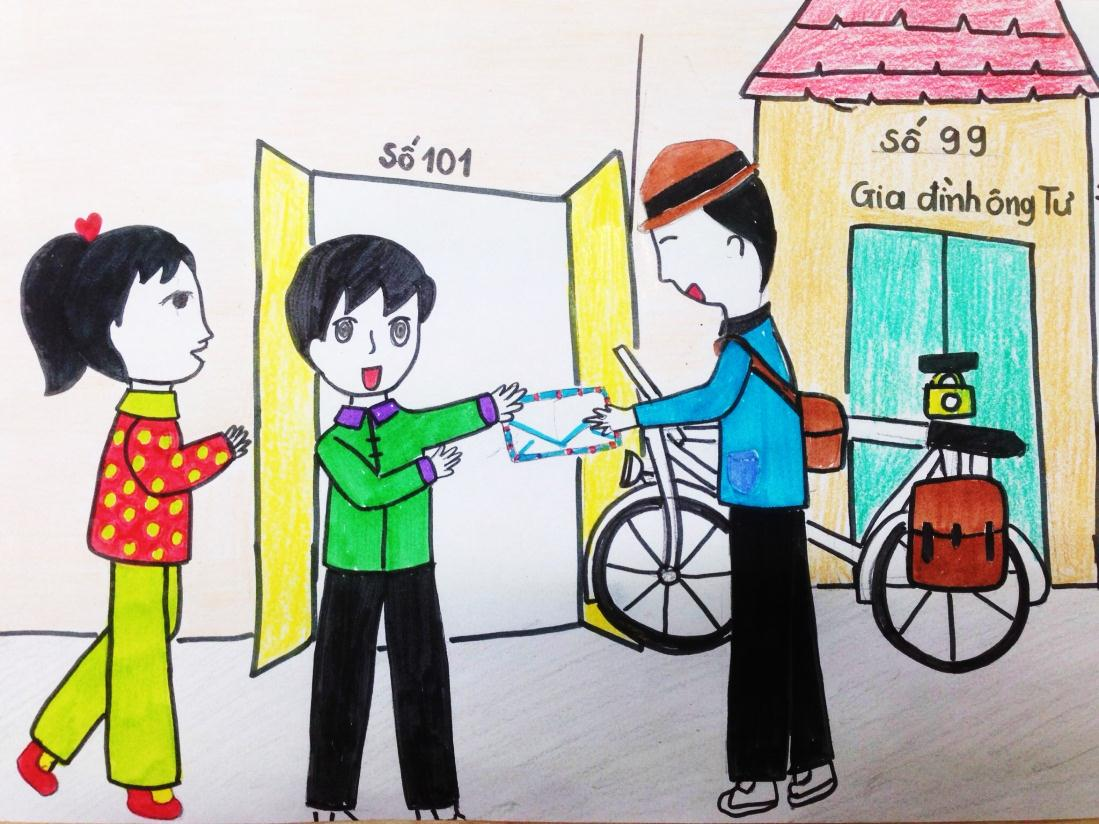 Số 101
Số 99
Gia đình ông Tư